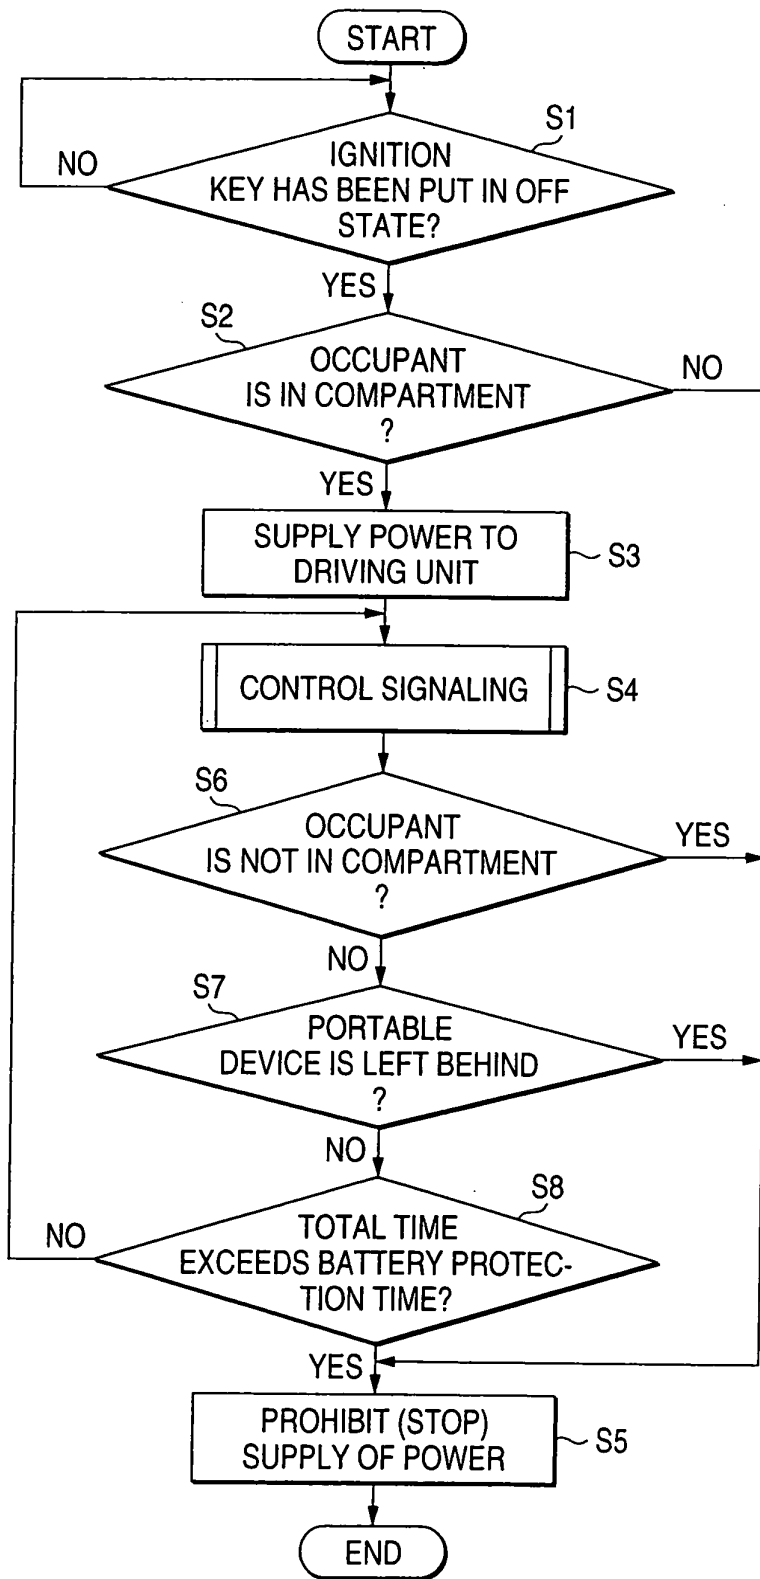 START
S1
NO
IGNITION
KEY HAS BEEN PUT IN OFF
STATE?
YES
S2
OCCUPANT
IS IN COMPARTMENT
?
NO
YES
SUPPLY POWER TO
DRIVING UNIT
S3
CONTROL SIGNALING
S4
S6
OCCUPANT
IS NOT IN COMPARTMENT
?
YES
NO
S7
PORTABLE
DEVICE IS LEFT BEHIND
?
YES
NO
S8
NO
TOTAL TIME
EXCEEDS BATTERY PROTEC-
TION TIME?
YES
PROHIBIT (STOP)
SUPPLY OF POWER
S5
END